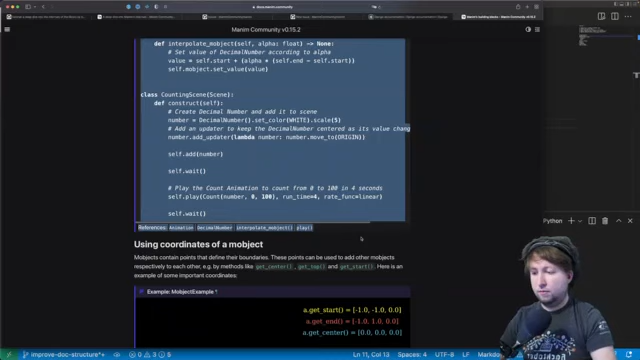 docs.manim.community
Manim building blocks
Manim Community v0.15.2
def interpolate_mobject(self, alpha: float) -> None:
# Set value of DecimalNumber according to alpha
value = self.start + (alpha * (self.end - self.start))
self.mobject.set_value(value)
class CountingScene(Scene):
def construct(self):
# Create Decimal Number and add it to scene
number = DecimalNumber().set_color(WHITE).scale(5)
# Add an updater to keep the DecimalNumber centered as its value chang
number.add_updater(lambda number: number.move_to(ORIGIN))
self.add(number)
self.wait()
# Play the Count Animation to count from 0 to 100 in 4 seconds
self.play(Count(number, 0, 100), run_time=4, rate_func=linear)
self.wait()
References: Animation DecimalNumber interpolate_mobject() play()
Using coordinates of a mobject
Mobjects contain points that define their boundaries. These points can be used to add other mobjects
respectively to each other, e.g. by methods like get_center() , get_top() and get_start() . Here is an
example of some important coordinates:
Example: MobjectExample ¶
a.get_start() = [-1.0, -1.0, 0.0]
a.get_end() = [-1.0, 1.0, 0.0]
a.get_center() = [0.0, 0.0, 0.0]
Python
improve-doc-structure*+
0
3
5
Ln 11, Col 13